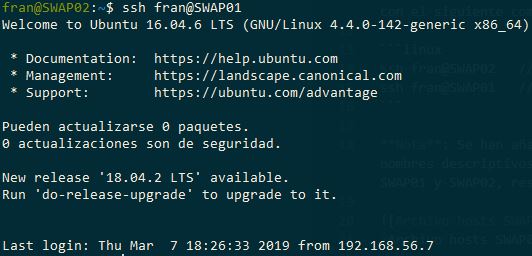 fran@SWAP02:~$ ssh fran@SWAP01
Welcome to Ubuntu 16.04.6 LTS (GNU/Linux 4.4.0-142-generic x86_64)
* Documentation:  https://help.ubuntu.com
* Management:     https://landscape.canonical.com
* Support:        https://ubuntu.com/advantage
Pueden actualizarse 0 paquetes.
0 actualizaciones son de seguridad.
New release '18.04.2 LTS' available.
Run 'do-release-upgrade' to upgrade to it.
Last login: Thu Mar  7 18:26:33 2019 from 192.168.56.7